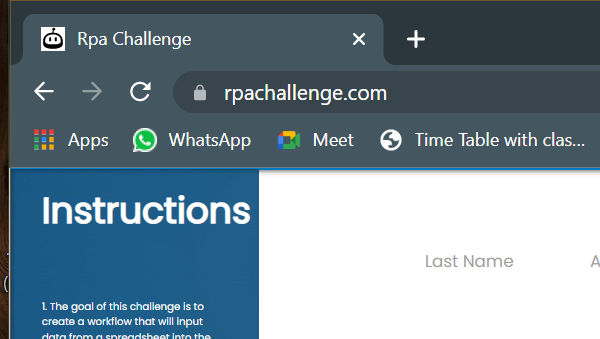 Rpa Challenge
rpachallenge.com
Apps WhatsApp Meet Time Table with clas...
Instructions
Last Name A
1. The goal of this challenge is to
create a workflow that will input
data from a spreadsheet into the